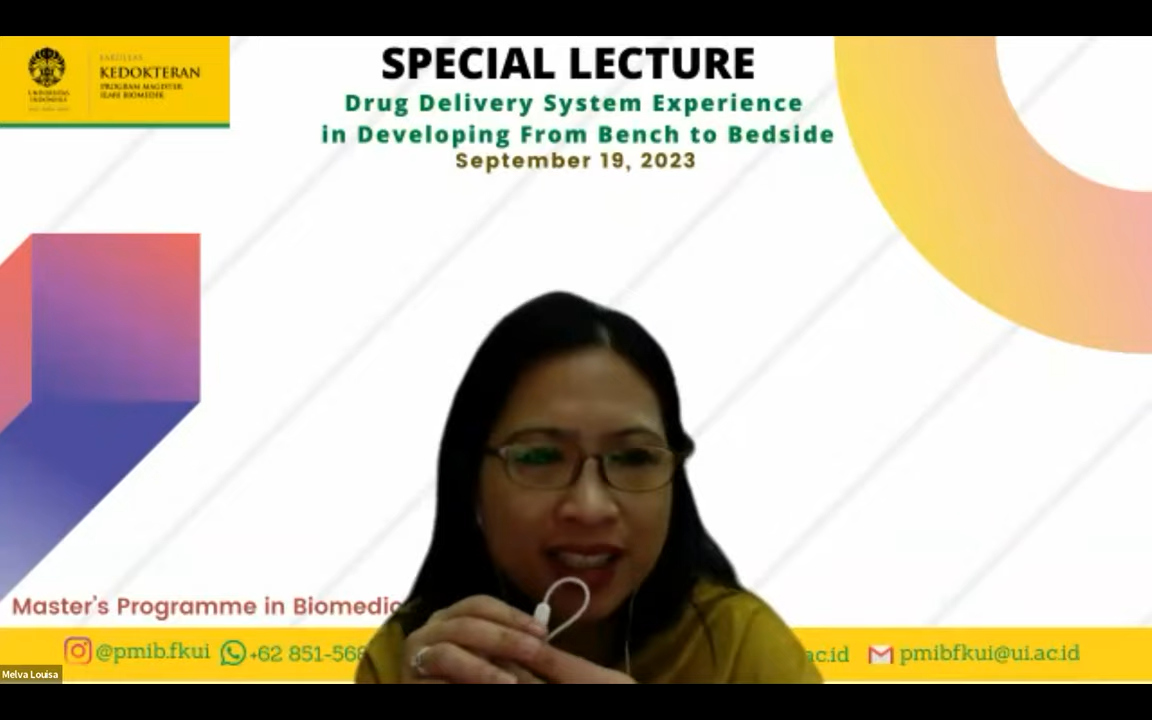 SPECIAL LECTURE
Drug Delivery System Experience
in Developing From Bench to Bedside
September 19, 2023
UNIVERSITAS
INDONESIA
FAKULTAS
KEDOKTERAN
PROGRAM MAGISTER
ILMU BIOMEDIK
Master's Programme in Biomedic
@pmib.fkui
+62 851-568
ac.id
pmibfkui@ui.ac.id
Melva Louisa